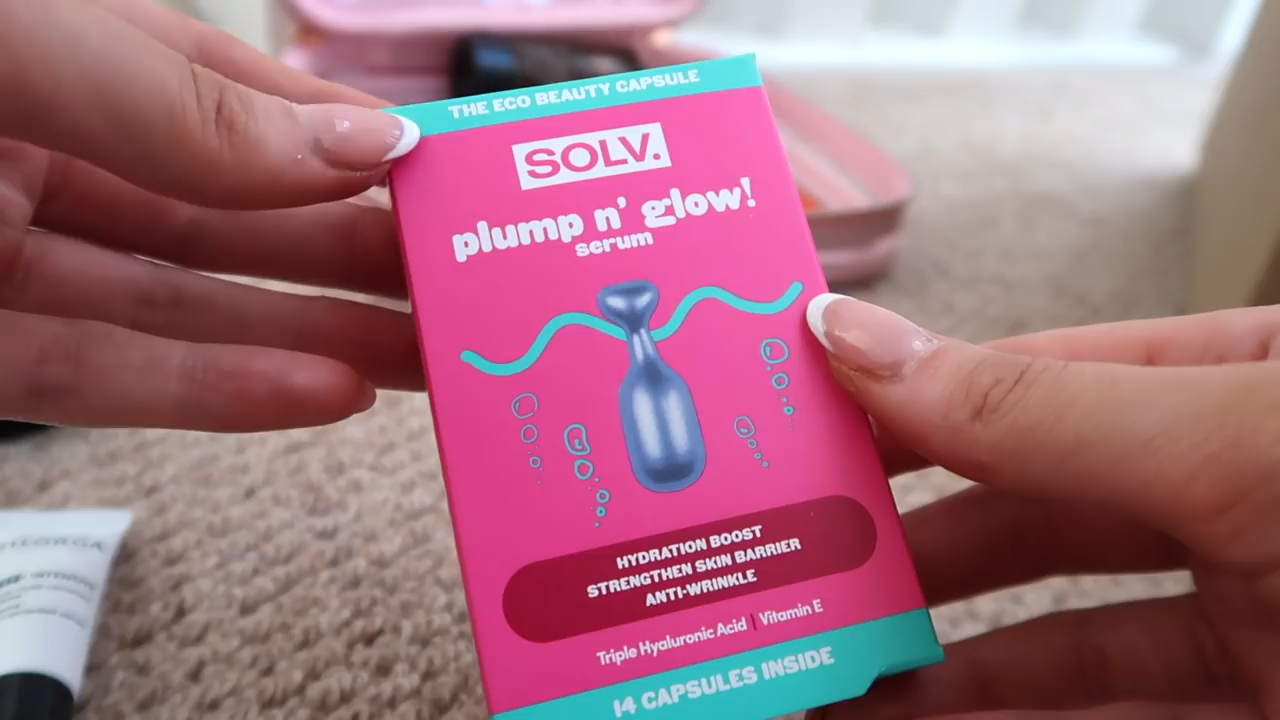 THE ECO BEAUTY CAPSULE
SOLV.
plump n' glow!
serum
HYDRATION BOOST
STRENGTHEN SKIN BARRIER
ANTI-WRINKLE
Triple Hyaluronic Acid | Vitamin E
14 CAPSULES INSIDE